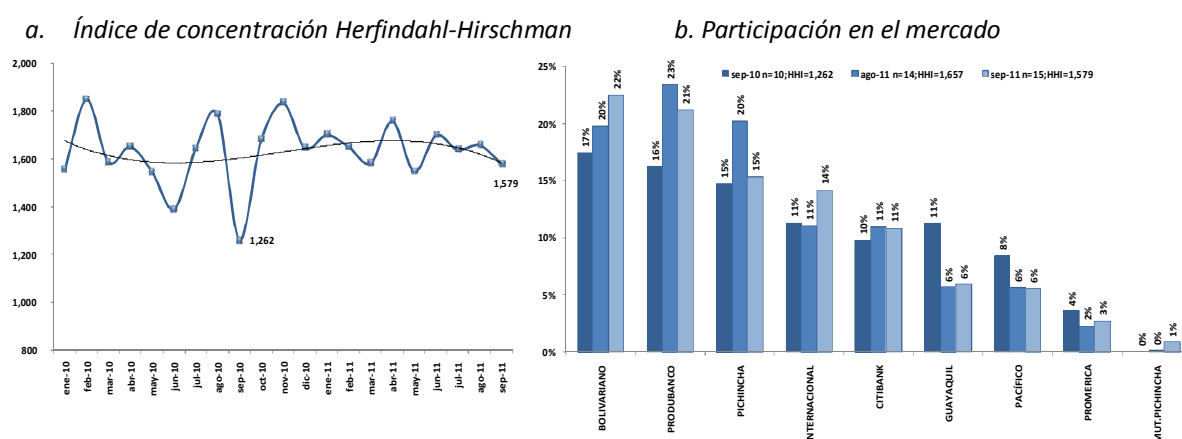 a. Índice de concentración Herfindahl-Hirschman
b. Participación en el mercado
2,000
1,800
1,600
1,400
1,200
1,000
800
1,262
1,579
ene-10
feb-10
mar-10
abr-10
may-10
jun-10
jul-10
ago-10
sep-10
oct-10
nov-10
dic-10
ene-11
feb-11
mar-11
abr-11
may-11
jun-11
jul-11
ago-11
sep-11
25%
20%
15%
10%
5%
0%
sep-10 n=10;HHI=1,262
ago-11 n=14;HHI=1,657
sep-11 n=15;HHI=1,579
17%
20%
22%
16%
23%
21%
15%
20%
15%
11%
11%
14%
10%
11%
11%
11%
6%
6%
8%
6%
6%
4%
2%
3%
0%
0%
1%
BOLIVARIANO
PRODUBANCO
PICHINCHA
NTERNACIONAL
CITIBANK
GUAYAQUIL
PACÍFICO
PROMERICA
MUT.PICHINCHA